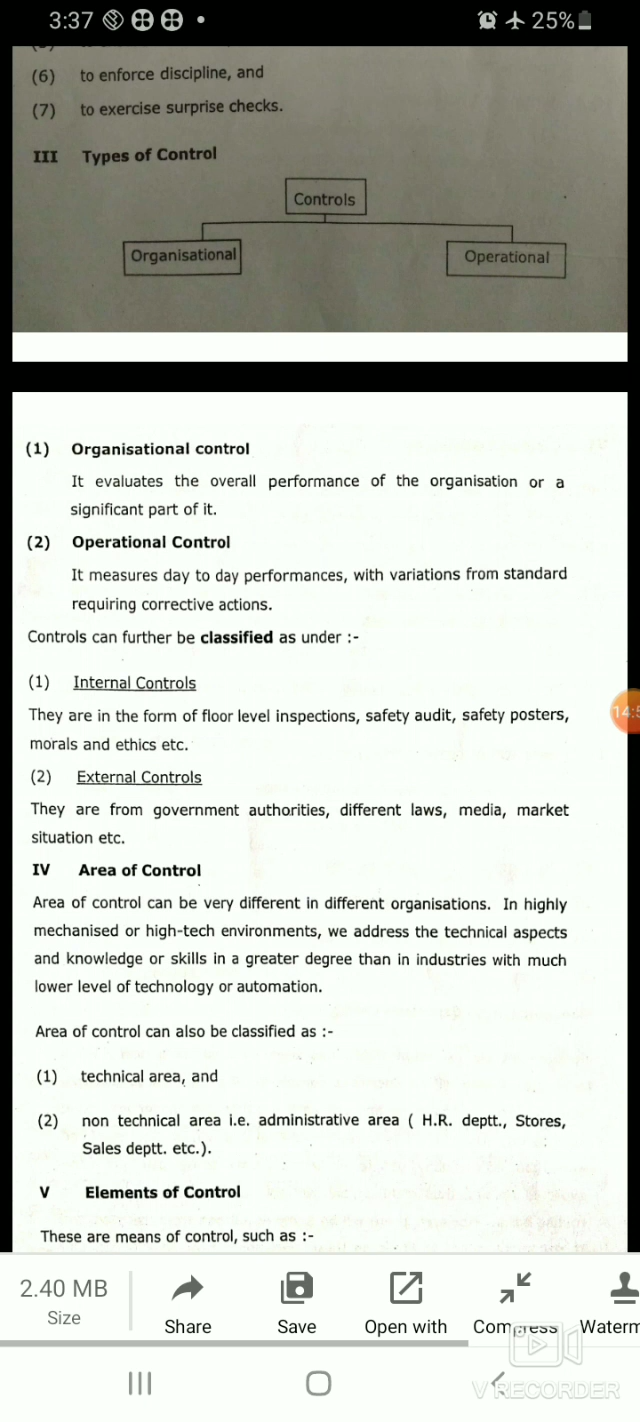 3:37
25%
(6) to enforce discipline, and
(7) to exercise surprise checks.
III Types of Control
Controls
Organisational
Operational
(1) Organisational control
It evaluates the overall performance of the organisation or a
significant part of it.
(2) Operational Control
It measures day to day performances, with variations from standard
requiring corrective actions.
Controls can further be classified as under :-
(1) Internal Controls
They are in the form of floor level inspections, safety audit, safety posters,
morals and ethics etc.
14:5
(2) External Controls
They are from government authorities, different laws, media, market
situation etc.
IV Area of Control
Area of control can be very different in different organisations. In highly
mechanised or high-tech environments, we address the technical aspects
and knowledge or skills in a greater degree than in industries with much
lower level of technology or automation.
Area of control can also be classified as :-
(1) technical area, and
(2) non technical area i.e. administrative area ( H.R. deptt., Stores,
Sales deptt. etc.).
V Elements of Control
These are means of control, such as :-
2.40 MB
Size
Share
Save
Open with
Compress
Waterm
V RECORDER